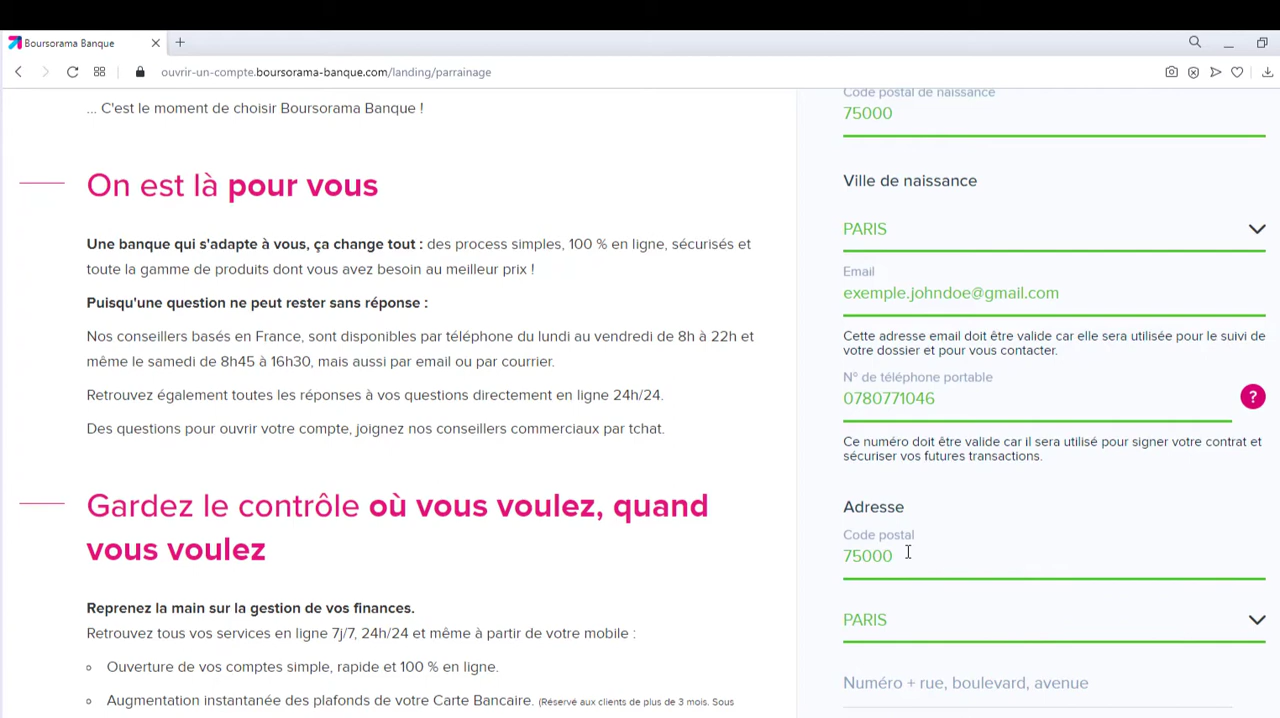 Boursorama Banque
ouvrir-un-compte.boursorama-banque.com/landing/parrainage
... C'est le moment de choisir Boursorama Banque !
On est là pour vous
Une banque qui s'adapte à vous, ça change tout : des process simples, 100 % en ligne, sécurisés et
toute la gamme de produits dont vous avez besoin au meilleur prix !
Puisqu'une question ne peut rester sans réponse :
Nos conseillers basés en France, sont disponibles par téléphone du lundi au vendredi de 8h à 22h et
même le samedi de 8h45 à 16h30, mais aussi par email ou par courrier.
Retrouvez également toutes les réponses à vos questions directement en ligne 24h/24.
Des questions pour ouvrir votre compte, joignez nos conseillers commerciaux par tchat.
Gardez le contrôle où vous voulez, quand
vous voulez
Reprenez la main sur la gestion de vos finances.
Retrouvez tous vos services en ligne 7j/7, 24h/24 et même à partir de votre mobile :
Ouverture de vos comptes simple, rapide et 100 % en ligne.
Augmentation instantanée des plafonds de votre Carte Bancaire. (Réservé aux clients de plus de 3 mois. Sous
Code postal de naissance
75000
Ville de naissance
PARIS
Email
exemple.johndoe@gmail.com
Cette adresse email doit être valide car elle sera utilisée pour le suivi de
votre dossier et pour vous contacter.
N° de téléphone portable
0780771046
?
Ce numéro doit être valide car il sera utilisé pour signer votre contrat et
sécuriser vos futures transactions.
Adresse
Code postal
75000
PARIS
Numéro + rue, boulevard, avenue